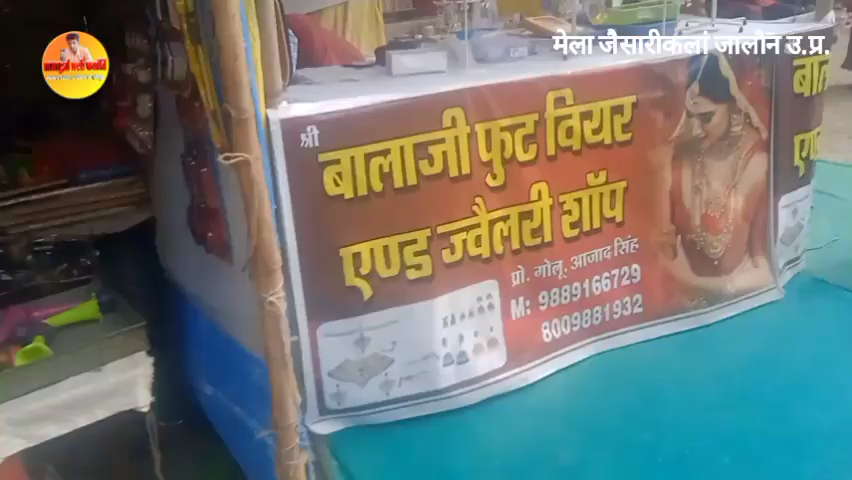 मेला जैसारीकलां जालौन उ.प्र.
श्री
बालाजी फुट वियर
एण्ड ज्वैलरी शॉप
प्रो. गोलू, आजाद सिंह
M: 9889166729
8009881932